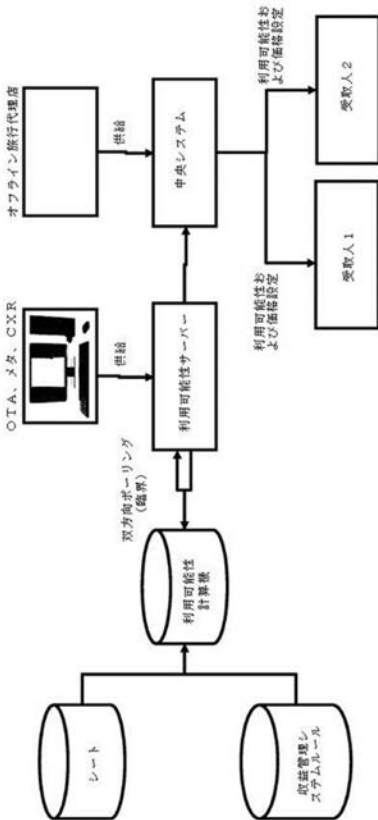 OTA、メタ、CXR
オフライン旅行代理店
供給
供給
シート
双方向ポーリング
(臨界)
利用可能性
計算機
利用可能性サーバー
中央システム
収益管理シ
ステムルール
利用可能性お
よび価格設定
利用可能性お
よび価格設定
受取人1
受取人2